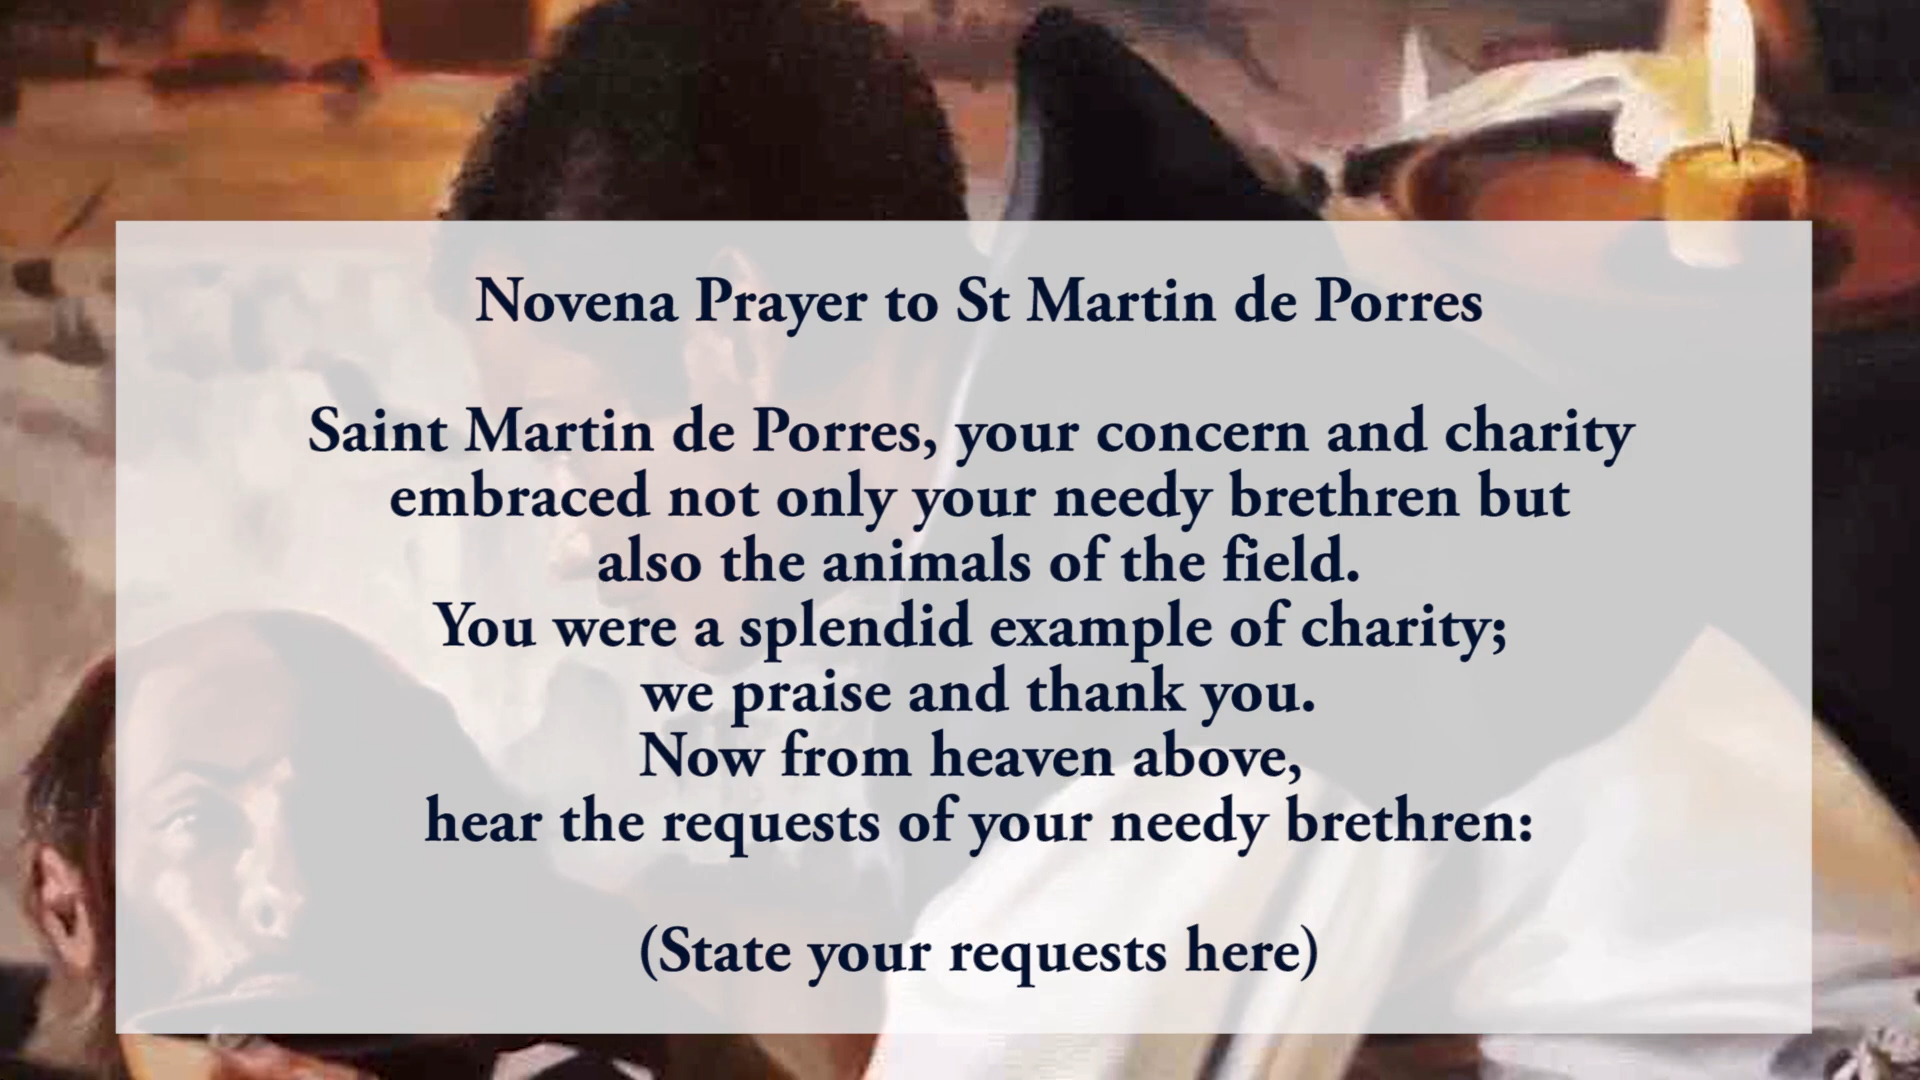 Novena Prayer to St Martin de Porres
Saint Martin de Porres, your concern and charity
embraced not only your needy brethren but
also the animals of the field.
You were a splendid example of charity;
we praise and thank you.
Now from heaven above,
hear the requests of your needy brethren:
(State your requests here)